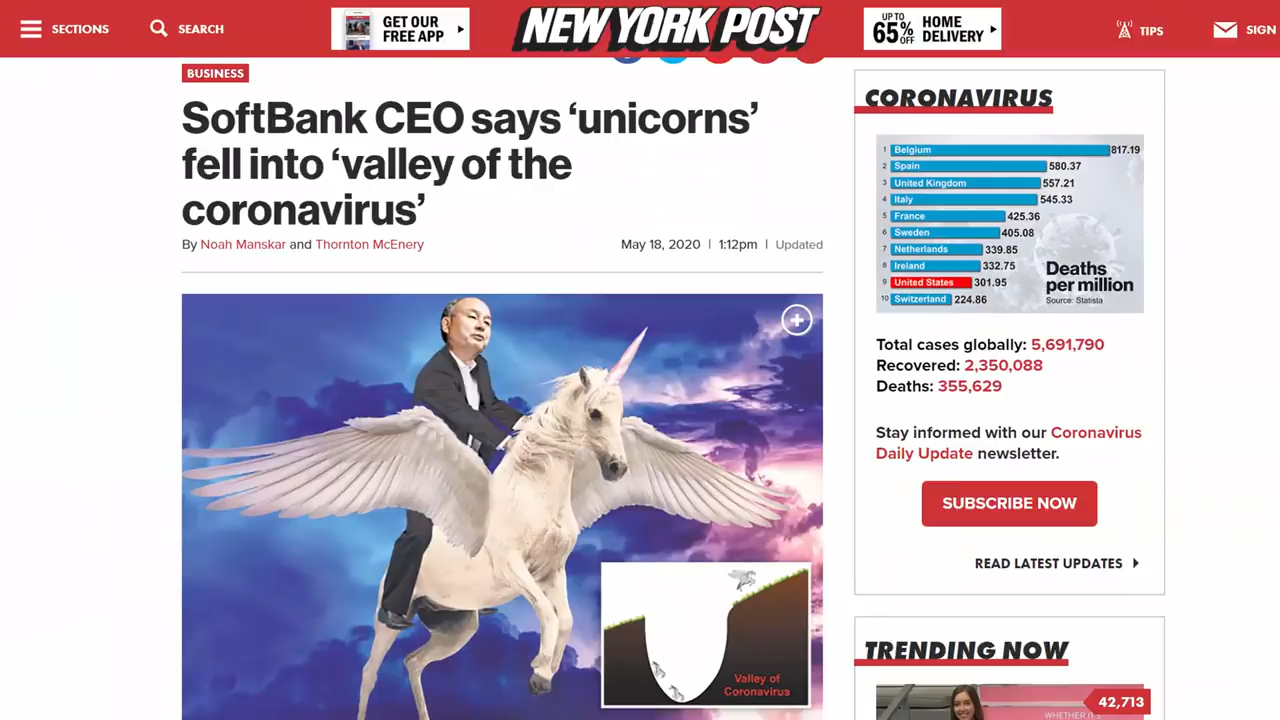 SECTIONS
SEARCH
GET OUR
FREE APP
NEW YORK POST
UP TO
65% OFF
HOME
DELIVERY
TIPS
SIGN
BUSINESS
SoftBank CEO says ‘unicorns’
fell into ‘valley of the
coronavirus’
By Noah Manskar and Thornton McEnery
May 18, 2020 | 1:12pm | Updated
Valley of
Coronavirus
CORONAVIRUS
1 Belgium 817.19
2 Spain 580.37
3 United Kingdom 557.21
4 Italy 545.33
5 France 425.36
6 Sweden 405.08
7 Netherlands 339.85
8 Ireland 332.75
9 United States 301.95
10 Switzerland 224.86
Deaths
per million
Source: Statista
Total cases globally: 5,691,790
Recovered: 2,350,088
Deaths: 355,629
Stay informed with our Coronavirus
Daily Update newsletter.
SUBSCRIBE NOW
READ LATEST UPDATES
TRENDING NOW
42,713
WHETHER IT'S